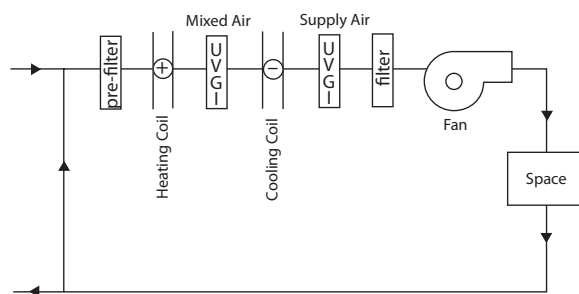 Mixed Air
Supply Air
pre-filter
+
Heating Coil
UVGI
−
Cooling Coil
UVGI
filter
Fan
Space